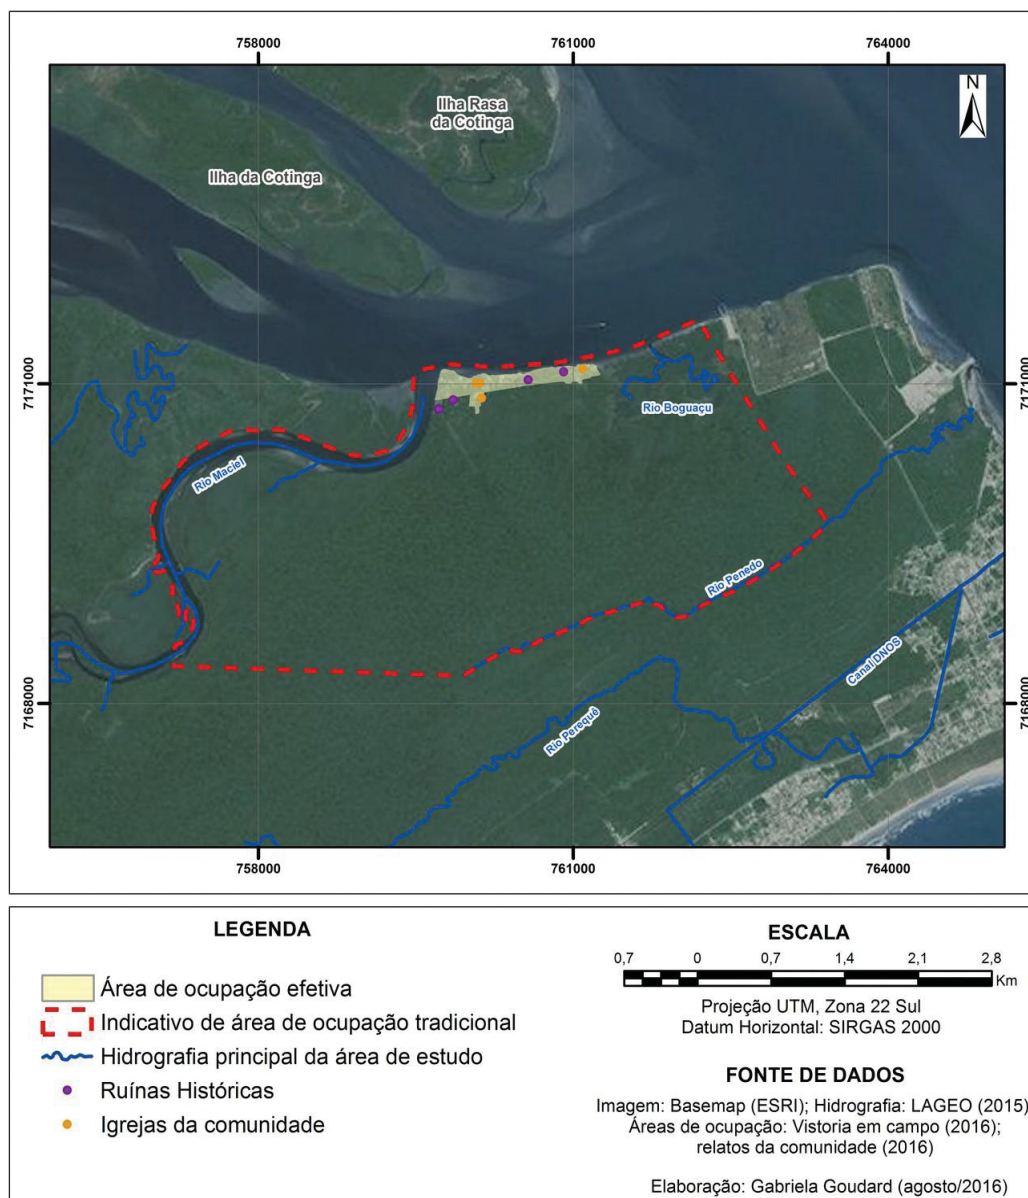 758000
761000
764000
N
Ilha Rasa
da Cotinga
Ilha da Cotinga
7171000
7171000
Rio Boguaçu
Rio Maciel
Rio Penedo
Canal DNOS
7168000
7168000
Rio Perequê
758000
761000
764000
LEGENDA
Área de ocupação efetiva
Indicativo de área de ocupação tradicional
Hidrografia principal da área de estudo
Ruínas Históricas
Igrejas da comunidade
ESCALA
0,7 0 0,7 1,4 2,1 2,8
Km
Projeção UTM, Zona 22 Sul
Datum Horizontal: SIRGAS 2000
FONTE DE DADOS
Imagem: Basemap (ESRI); Hidrografia: LAGEO (2015)
Áreas de ocupação: Vistoria em campo (2016);
relatos da comunidade (2016)
Elaboração: Gabriela Goudard (agosto/2016)